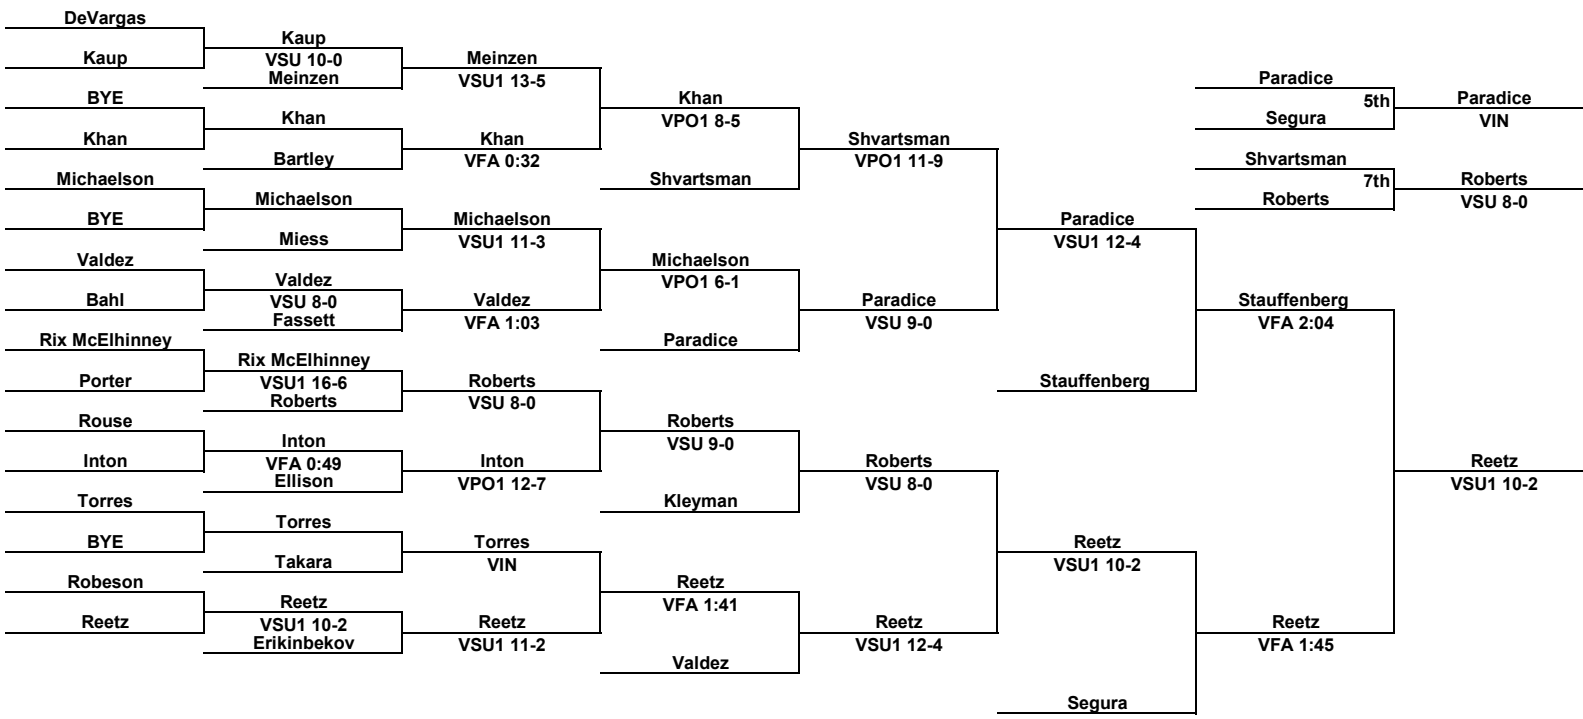 DeVargas
Kaup
BYE
Khan
Michaelson
BYE
Valdez
Bahl
Rix McElhinney
Porter
Rouse
Inton
Torres
BYE
Robeson
Reetz
Kaup
VSU 10-0
Meinzen
Khan
Bartley
Michaelson
Miess
Valdez
VSU 8-0
Fassett
Rix McElhinney
VSU1 16-6
Roberts
Inton
VFA 0:49
Ellison
Torres
Takara
Reetz
VSU1 10-2
Erikinbekov
Meinzen
VSU1 13-5
Khan
VFA 0:32
Michaelson
VSU1 11-3
Valdez
VFA 1:03
Roberts
VSU 8-0
Inton
VPO1 12-7
Torres
VIN
Reetz
VSU1 11-2
Khan
VPO1 8-5
Shvartsman
Michaelson
VPO1 6-1
Paradice
Roberts
VSU 9-0
Kleyman
Reetz
VFA 1:41
Valdez
Shvartsman
VPO1 11-9
Paradice
VSU 9-0
Roberts
VSU 8-0
Reetz
VSU1 12-4
Paradice
VSU1 12-4
Stauffenberg
Reetz
VSU1 10-2
Segura
Stauffenberg
VFA 2:04
Reetz
VFA 1:45
Reetz
VSU1 10-2
Paradice
5th
Segura
Paradice
VIN
Shvartsman
7th
Roberts
Roberts
VSU 8-0